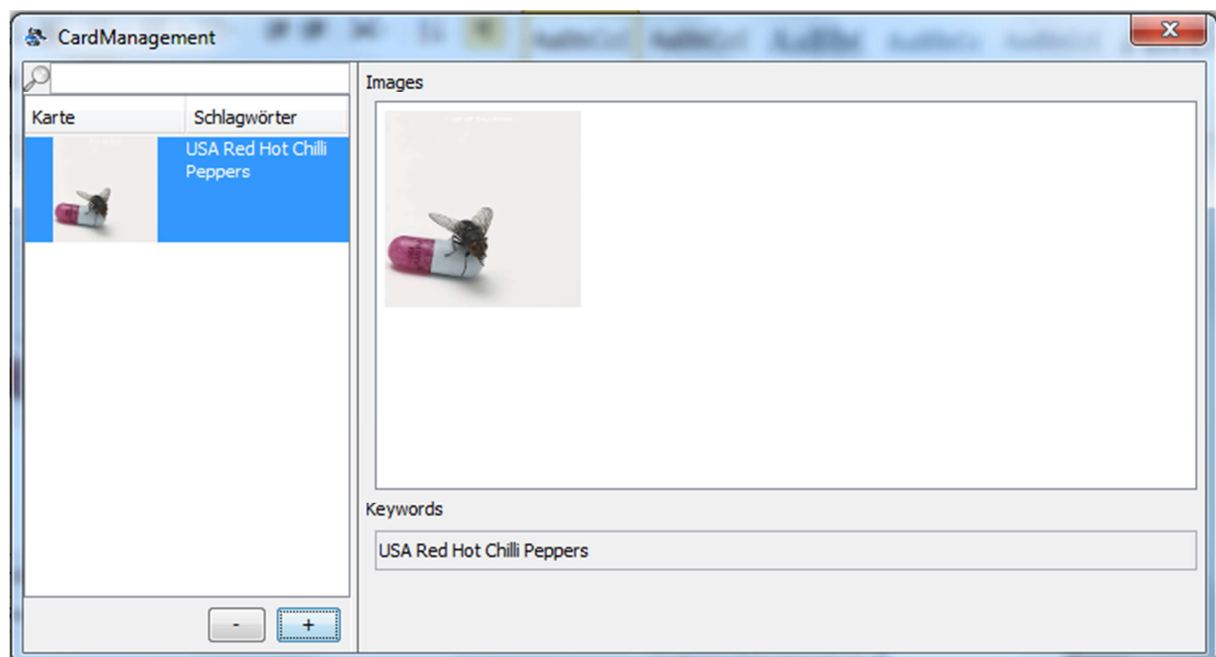 CardManagement
Images
Karte
Schlagwörter
USA Red Hot Chilli
Peppers
Keywords
USA Red Hot Chilli Peppers
-
+